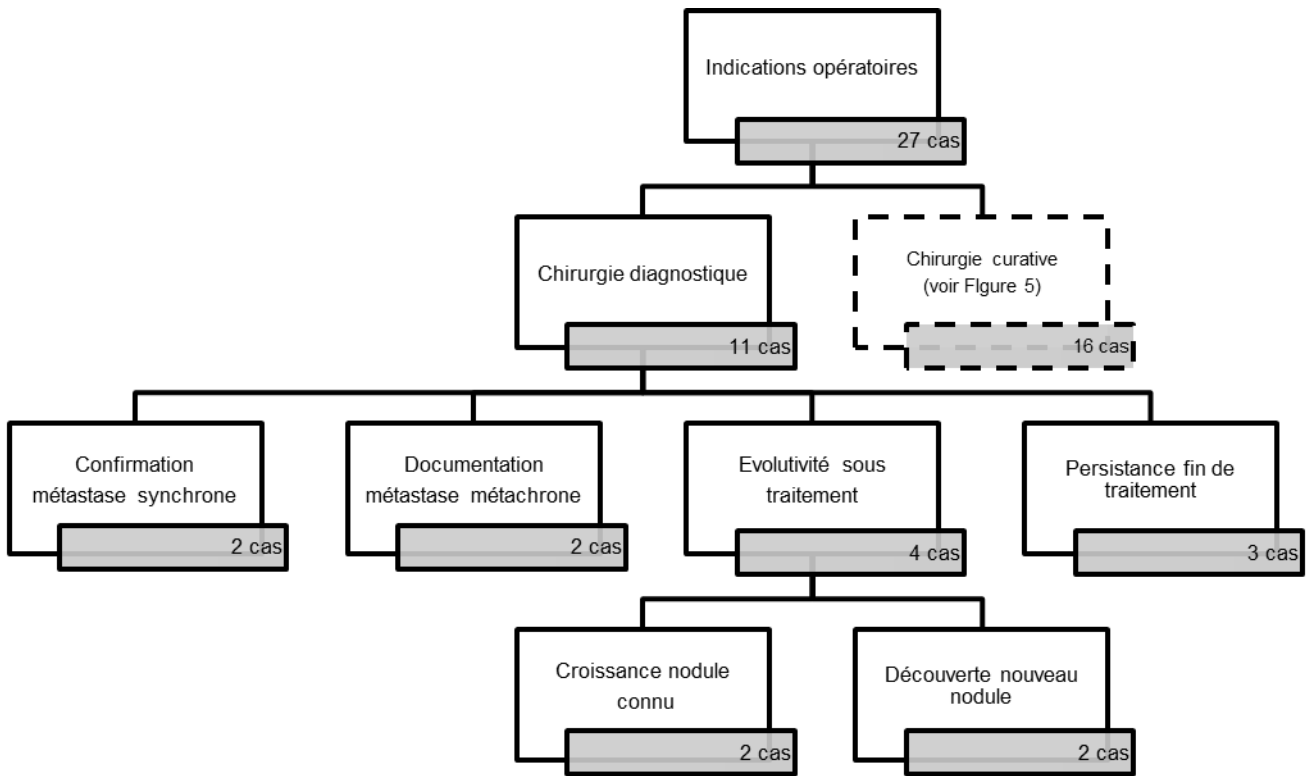 Indications opératoires
27 cas
Chirurgie diagnostique
11 cas
Chirurgie curative
(voir FIgure 5)
16 cas
Confirmation
métastase synchrone
2 cas
Documentation
métastase métachrone
2 cas
Evolutivité sous
traitement
4 cas
Persistance fin de
traitement
3 cas
Croissance nodule
connu
2 cas
Découverte nouveau
nodule
2 cas